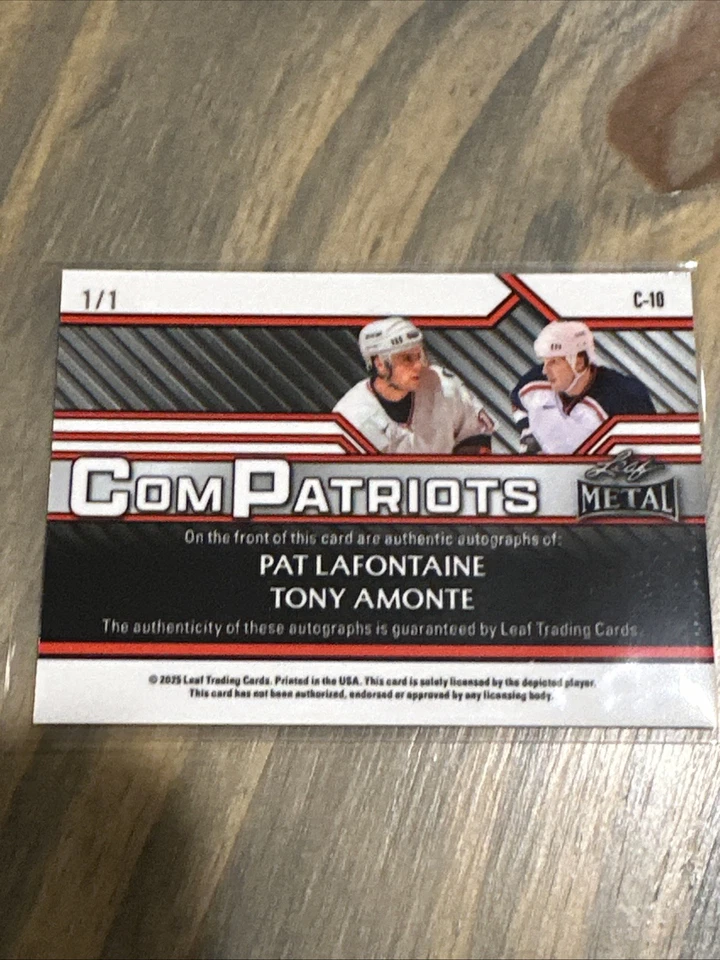 1/1
C-10
COMPATRIOTS
Leaf
METAL
On the front of this card are authentic autographs of:
PAT LAFONTAINE
TONY AMONTE
The authenticity of these autographs is guaranteed by Leaf Trading Cards.
© 2025 Leaf Trading Cards. Printed in the USA. This card is solely licensed by the depicted player.
This card has not been authorized, endorsed or approved by any licensing body.